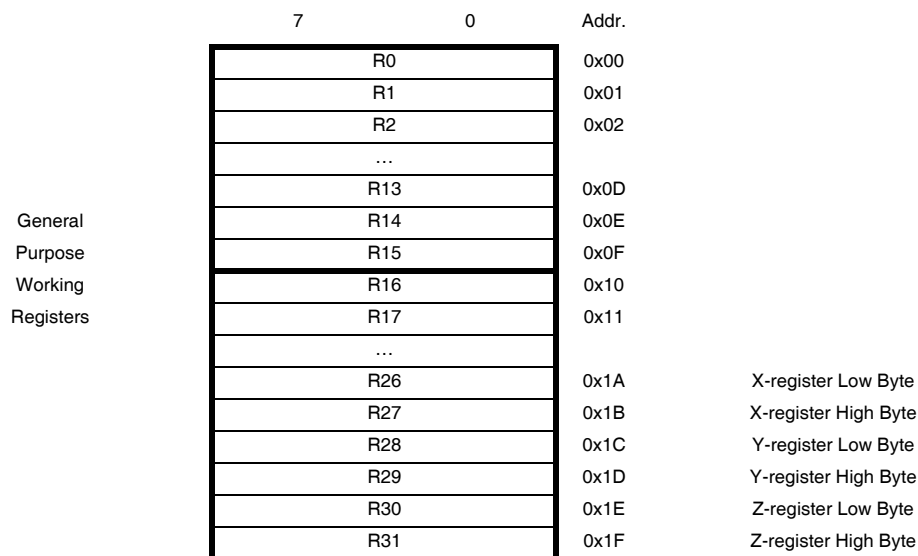 7 0 Addr.
R0 0x00
R1 0x01
R2 0x02
…
R13 0x0D
General R14 0x0E
Purpose R15 0x0F
Working R16 0x10
Registers R17 0x11
…
R26 0x1A X-register Low Byte
R27 0x1B X-register High Byte
R28 0x1C Y-register Low Byte
R29 0x1D Y-register High Byte
R30 0x1E Z-register Low Byte
R31 0x1F Z-register High Byte